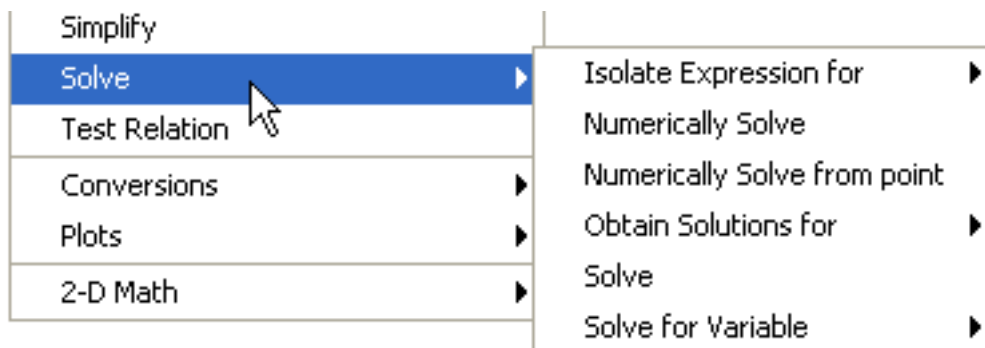 Simplify
Solve
Test Relation
Conversions
Plots
2-D Math
Isolate Expression for
Numerically Solve
Numerically Solve from point
Obtain Solutions for
Solve
Solve for Variable